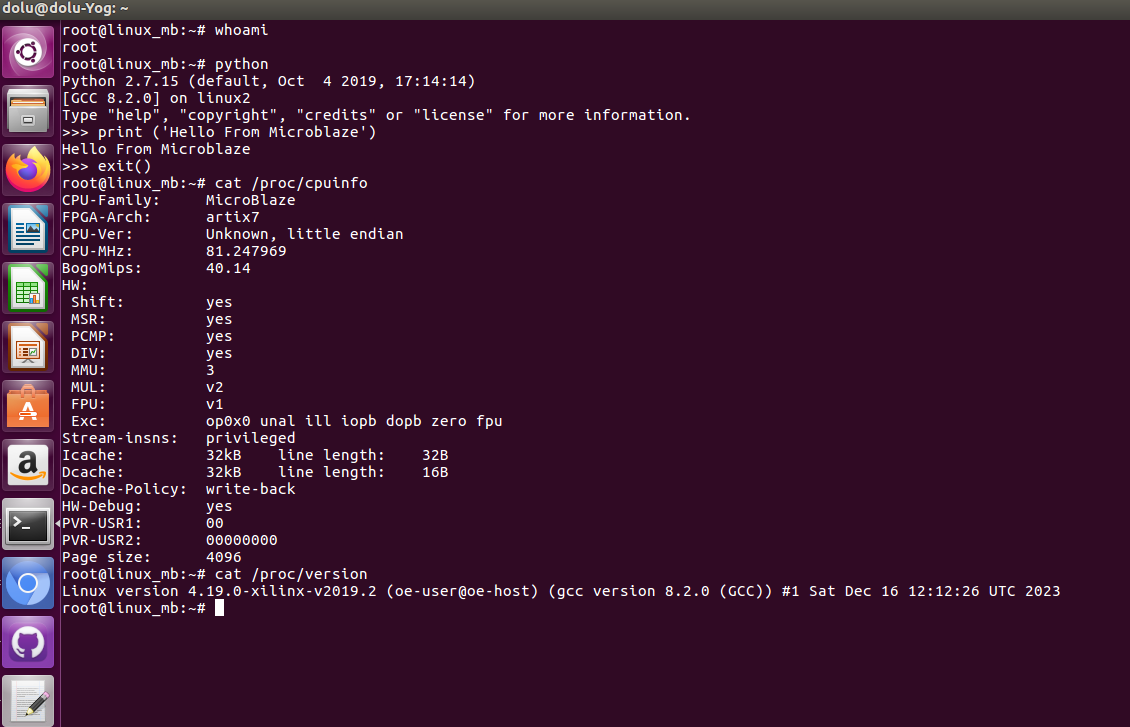 dolu@dolu-Yog: ~
root@linux_mb:~# whoami
root
root@linux_mb:~# python
Python 2.7.15 (default, Oct  4 2019, 17:14:14)
[GCC 8.2.0] on linux2
Type "help", "copyright", "credits" or "license" for more information.
>>> print ('Hello From Microblaze')
Hello From Microblaze
>>> exit()
root@linux_mb:~# cat /proc/cpuinfo
CPU-Family:     MicroBlaze
FPGA-Arch:      artix7
CPU-Ver:        Unknown, little endian
CPU-MHz:        81.247969
BogoMips:       40.14
HW:
 Shift:         yes
 MSR:           yes
 PCMP:          yes
 DIV:           yes
 MMU:           3
 MUL:           v2
 FPU:           v1
 Exc:           op0x0 unal ill iopb dopb zero fpu
Stream-insns:   privileged
Icache:         32kB    line length:    32B
Dcache:         32kB    line length:    16B
Dcache-Policy:  write-back
HW-Debug:       yes
PVR-USR1:       00
PVR-USR2:       00000000
Page size:      4096
root@linux_mb:~# cat /proc/version
Linux version 4.19.0-xilinx-v2019.2 (oe-user@oe-host) (gcc version 8.2.0 (GCC)) #1 Sat Dec 16 12:12:26 UTC 2023
root@linux_mb:~#